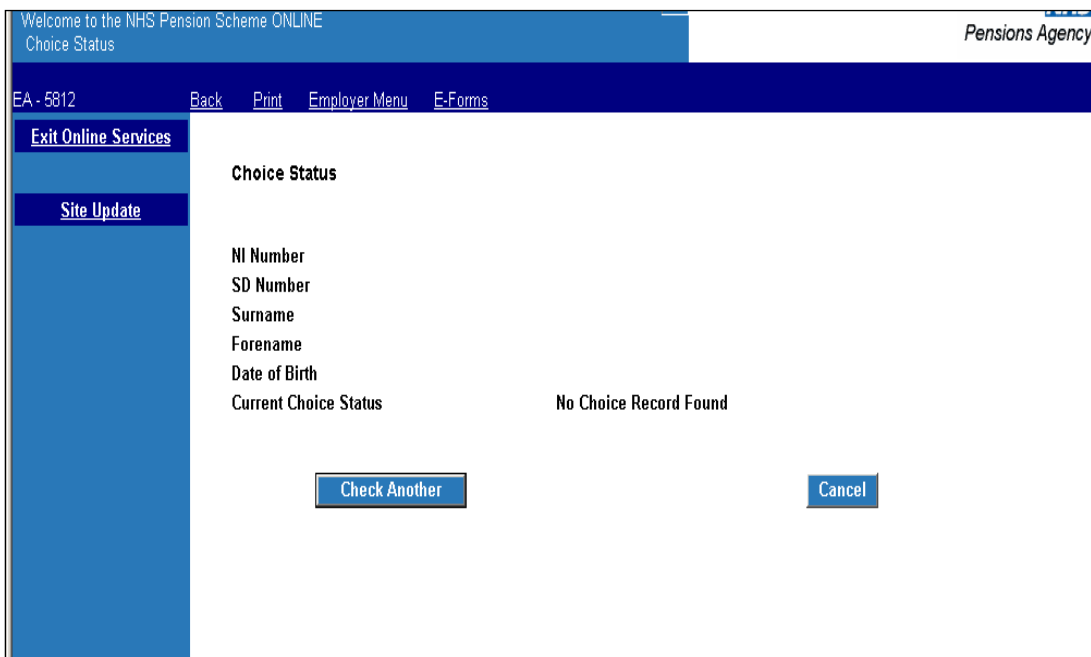 Welcome to the NHS Pension Scheme ONLINE
Choice Status
Pensions Agency
EA - 5812 Back Print Employer Menu E-Forms
Exit Online Services
Site Update
Choice Status
NI Number
SD Number
Surname
Forename
Date of Birth
Current Choice Status No Choice Record Found
Check Another Cancel